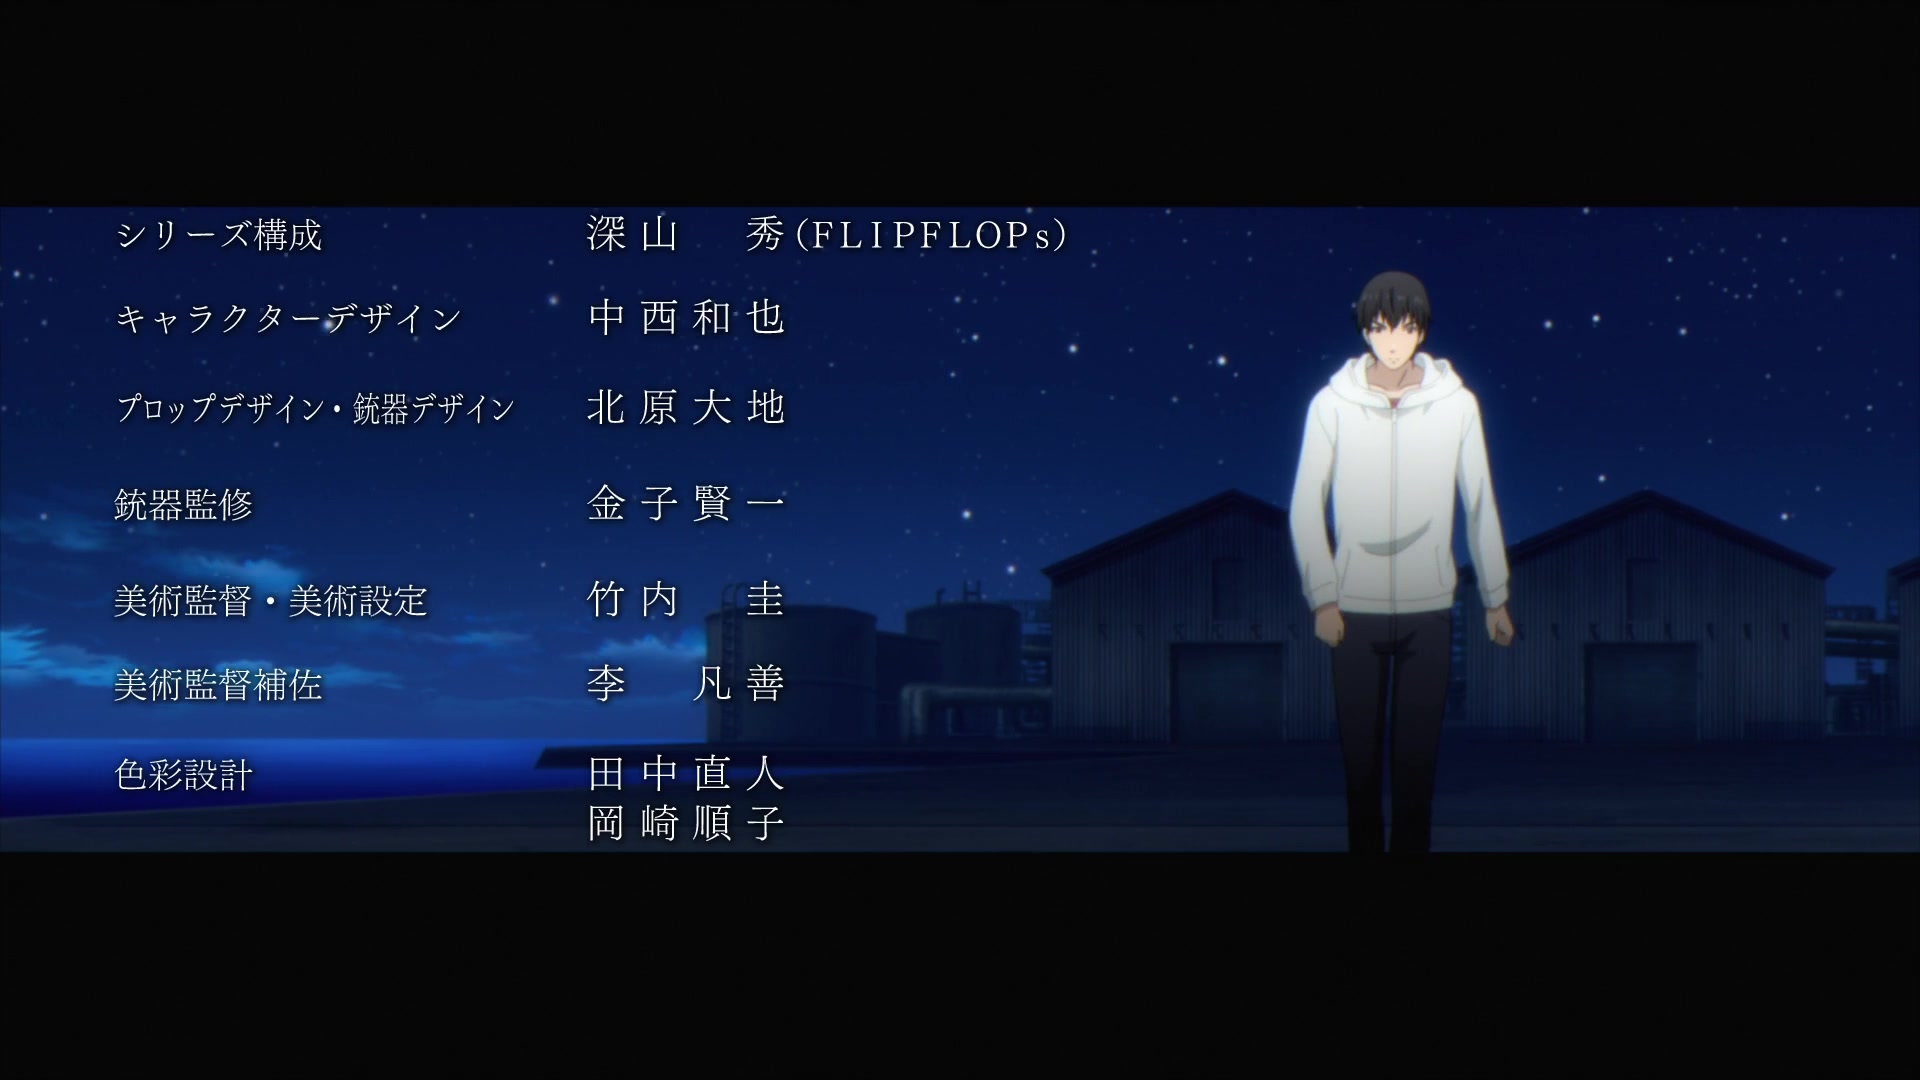 シリーズ構成　深山　秀（FLIPFLOPs）
キャラクターデザイン　中西和也
プロップデザイン・銃器デザイン　北原大地
銃器監修　金子賢一
美術監督・美術設定　竹内　圭
美術監督補佐　李　凡善
色彩設計　田中直人
岡崎順子